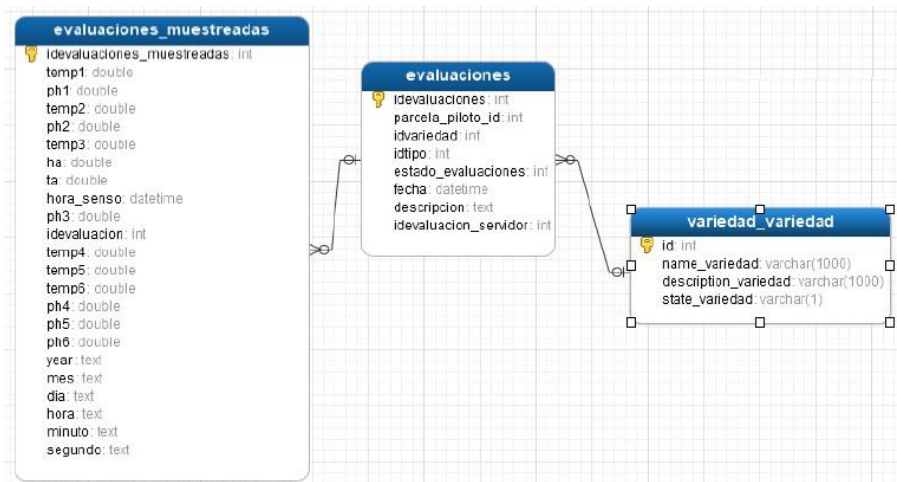 evaluaciones_muestreadas
idevaluaciones_muestreadas: int
temp1: double
ph1: double
temp2: double
ph2: double
temp3: double
ha: double
ta: double
hora_senso: datetime
ph3: double
idevaluacion: int
temp4: double
temp5: double
temp6: double
ph4: double
ph5: double
ph6: double
year: text
mes: text
dia: text
hora: text
minuto: text
segundo: text
evaluaciones
idevaluaciones: int
parcela_piloto_id: int
idvariedad: int
idtipo: int
estado_evaluaciones: int
fecha: datetime
descripcion: text
idevaluacion_servidor: int
variedad_variedad
id: int
name_variedad: varchar(1000)
description_variedad: varchar(1000)
state_variedad: varchar(1)